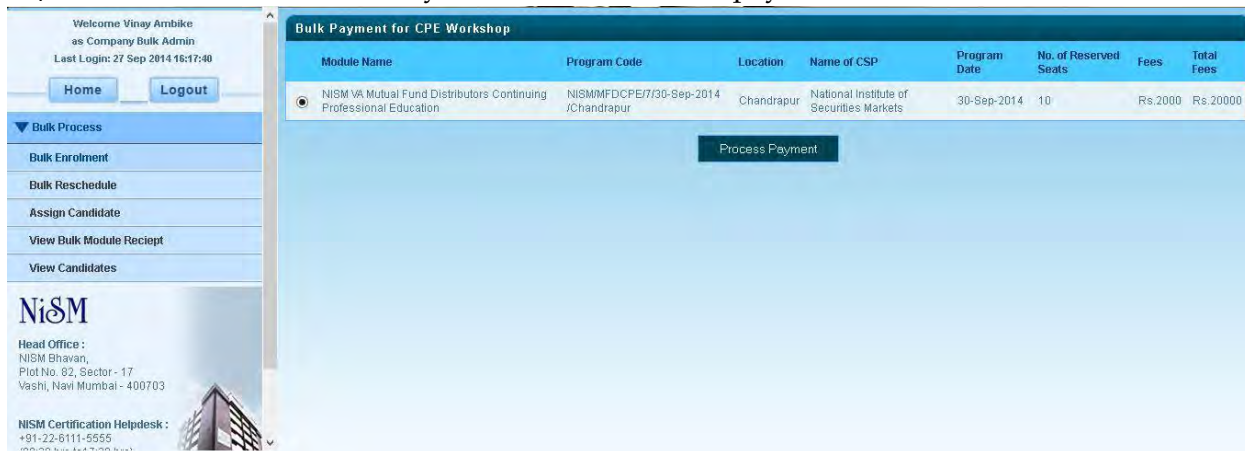 Welcome Vinay Ambike
as Company Bulk Admin
Last Login: 27 Sep 2014 16:17:40
Home Logout
Bulk Process
Bulk Enrolment
Bulk Reschedule
Assign Candidate
View Bulk Module Reciept
View Candidates
NiSM
Head Office :
NISM Bhavan,
Plot No. 82, Sector - 17
Vashi, Navi Mumbai - 400703
NISM Certification Helpdesk :
+91-22-6111-5555
Bulk Payment for CPE Workshop
Module Name Program Code Location Name of CSP Program Date No. of Reserved Seats Fees Total Fees
NISM VA Mutual Fund Distributors Continuing Professional Education NISM/MFDCPE/7/30-Sep-2014 /Chandrapur Chandrapur National Institute of Securities Markets 30-Sep-2014 10 Rs.2000 Rs.20000
Process Payment